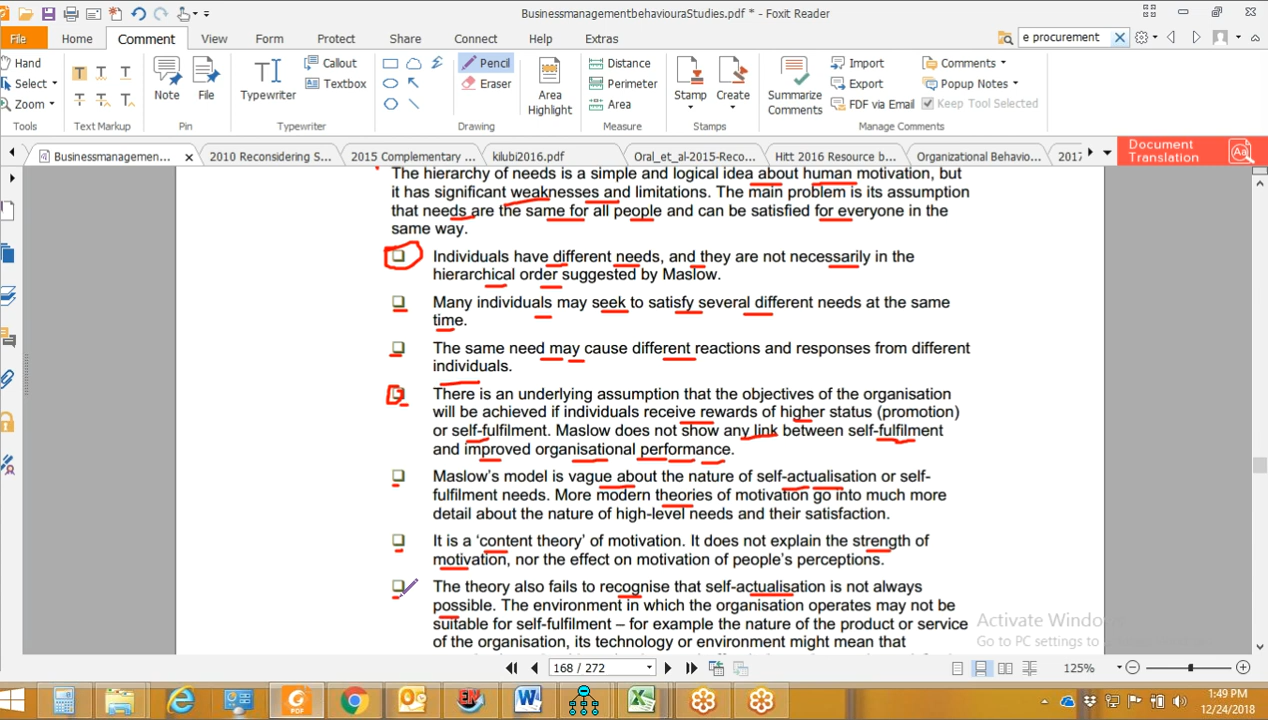 BusinessmanagementbehaviouraStudies.pdf * - Foxit Reader
File Home Comment View Form Protect Share Connect Help Extras
e procurement
Hand
Select
Zoom
Tools
Text Markup
Note
File
Pin
Typewriter
Callout
Textbox
Typewriter
Pencil
Eraser
Drawing
Area Highlight
Distance
Perimeter
Area
Measure
Stamp
Create
Stamps
Summarize Comments
Import
Export
FDF via Email
Comments
Popup Notes
Keep Tool Selected
Manage Comments
Businessmanagemen... 2010 Reconsidering S... 2015 Complementary ... kilubi2016.pdf Oral_et_al-2015-Reco... Hitt 2016 Resource b... Organizational Behavio... 2017
Document Translation
The hierarchy of needs is a simple and logical idea about human motivation, but
it has significant weaknesses and limitations. The main problem is its assumption
that needs are the same for all people and can be satisfied for everyone in the
same way.
Individuals have different needs, and they are not necessarily in the
hierarchical order suggested by Maslow.
Many individuals may seek to satisfy several different needs at the same
time.
The same need may cause different reactions and responses from different
individuals.
There is an underlying assumption that the objectives of the organisation
will be achieved if individuals receive rewards of higher status (promotion)
or self-fulfilment. Maslow does not show any link between self-fulfilment
and improved organisational performance.
Maslow's model is vague about the nature of self-actualisation or self-
fulfilment needs. More modern theories of motivation go into much more
detail about the nature of high-level needs and their satisfaction.
It is a 'content theory' of motivation. It does not explain the strength of
motivation, nor the effect on motivation of people's perceptions.
The theory also fails to recognise that self-actualisation is not always
possible. The environment in which the organisation operates may not be
suitable for self-fulfilment – for example the nature of the product or service
of the organisation, its technology or environment might mean that
Activate Windows
Go to PC settings to
168 / 272
125%
1:49 PM
12/24/2018